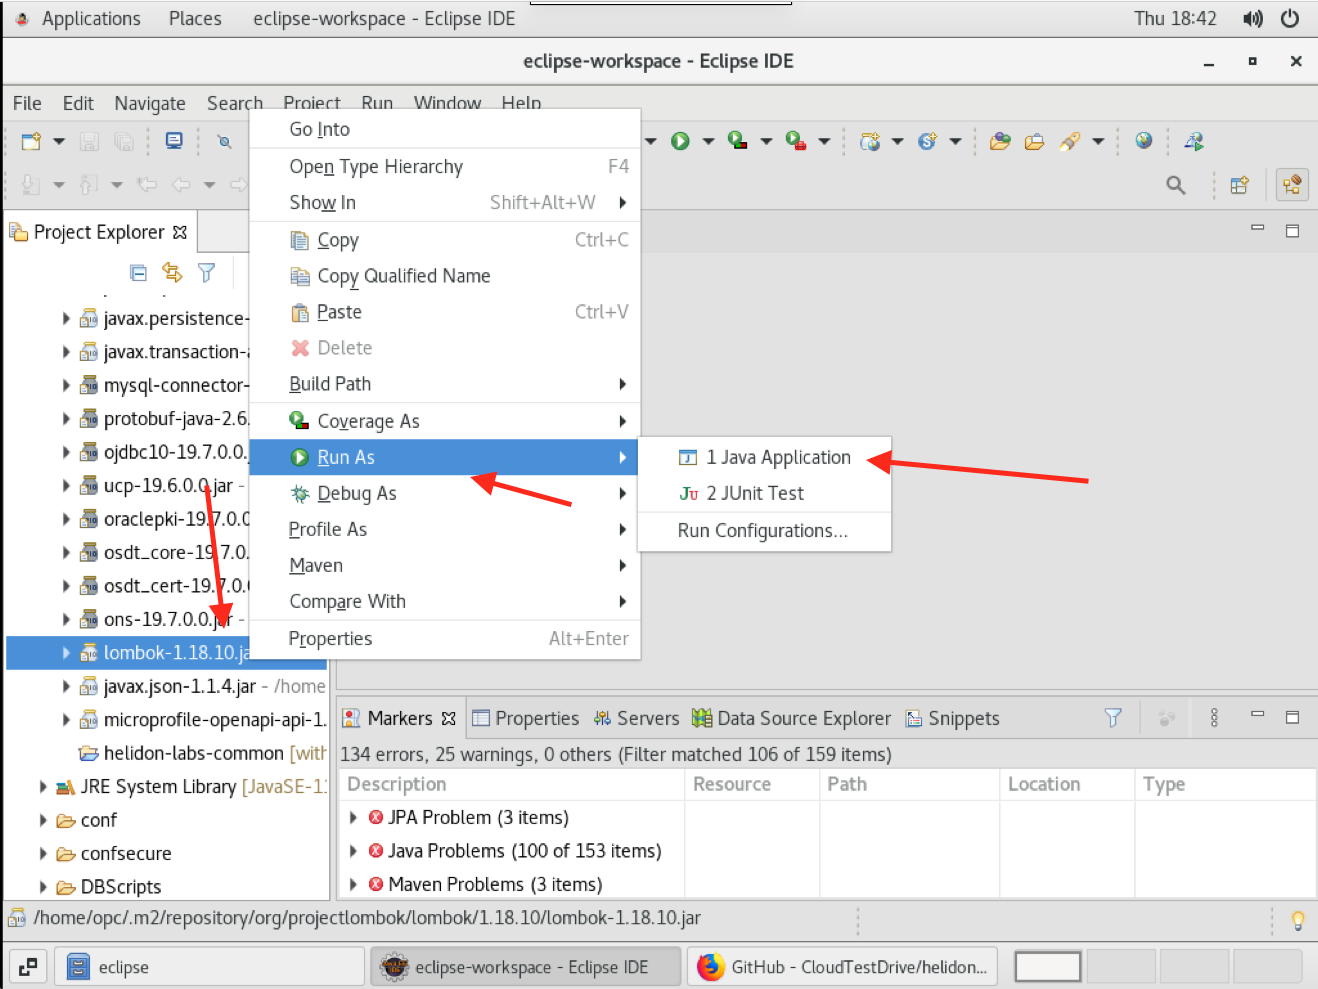 Applications Places eclipse-workspace - Eclipse IDE Thu 18:42
eclipse-workspace - Eclipse IDE
File Edit Navigate Search Project Run Window Help
Project Explorer
javax.persistence-
javax.transaction-a
mysql-connector-
protobuf-java-2.6.
ojdbc10-19.7.0.0.
ucp-19.6.0.0.jar -
oraclepki-19.7.0.0
osdt_core-19.7.0.
osdt_cert-19.7.0.
ons-19.7.0.0.jar -
lombok-1.18.10.ja
javax.json-1.1.4.jar - /home
microprofile-openapi-api-1.
helidon-labs-common [with
JRE System Library [JavaSE-11
conf
confsecure
DBScripts
Go Into
Open Type Hierarchy F4
Show In Shift+Alt+W
Copy Ctrl+C
Copy Qualified Name
Paste Ctrl+V
Delete
Build Path
Coverage As
Run As
Debug As
Profile As
Maven
Compare With
Properties Alt+Enter
1 Java Application
2 JUnit Test
Run Configurations...
Markers Properties Servers Data Source Explorer Snippets
134 errors, 25 warnings, 0 others (Filter matched 106 of 159 items)
Description Resource Path Location Type
JPA Problem (3 items)
Java Problems (100 of 153 items)
Maven Problems (3 items)
/home/opc/.m2/repository/org/projectlombok/lombok/1.18.10/lombok-1.18.10.jar
eclipse eclipse-workspace - Eclipse IDE GitHub - CloudTestDrive/helidon...